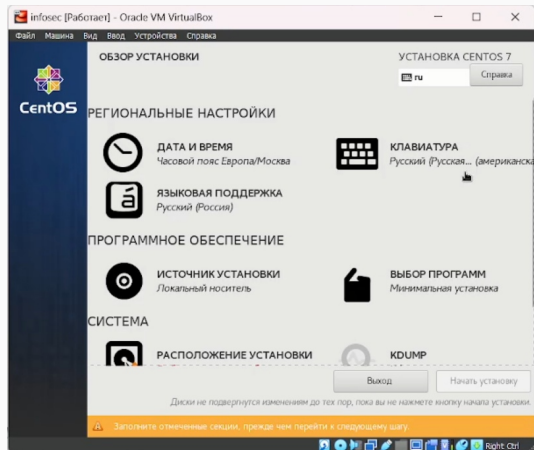 infosec [Работает] - Oracle VM VirtualBox
Файл Машина Вид Ввод Устройства Справка
ОБЗОР УСТАНОВКИ
УСТАНОВКА CENTOS 7
ru
Справка
CentOS
РЕГИОНАЛЬНЫЕ НАСТРОЙКИ
ДАТА И ВРЕМЯ
Часовой пояс Европа/Москва
КЛАВИАТУРА
Русский (Русская... (американска
ЯЗЫКОВАЯ ПОДДЕРЖКА
Русский (Россия)
ПРОГРАММНОЕ ОБЕСПЕЧЕНИЕ
ИСТОЧНИК УСТАНОВКИ
Локальный носитель
ВЫБОР ПРОГРАММ
Минимальная установка
СИСТЕМА
РАСПОЛОЖЕНИЕ УСТАНОВКИ
KDUMP
Выход
Начать установку
Диски не подвергнутся изменениям до тех пор, пока вы не нажмете кнопку начала установки.
Заполните отмеченные секции, прежде чем перейти к следующему шагу.
Right Ctrl